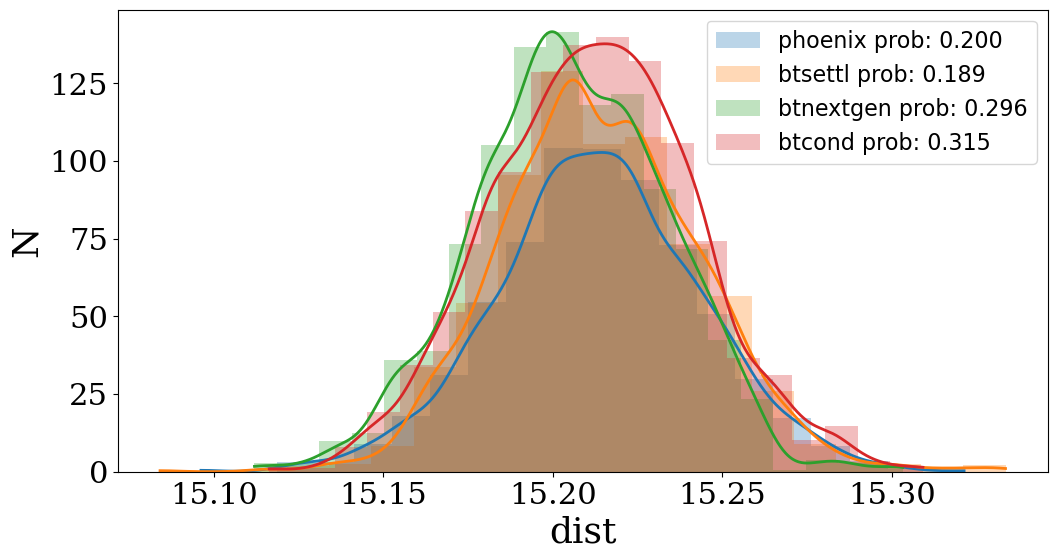 phoenix prob: 0.200
btsettl prob: 0.189
btnextgen prob: 0.296
btcond prob: 0.315
N
125
100
75
50
25
0
15.10 15.15 15.20 15.25 15.30
dist